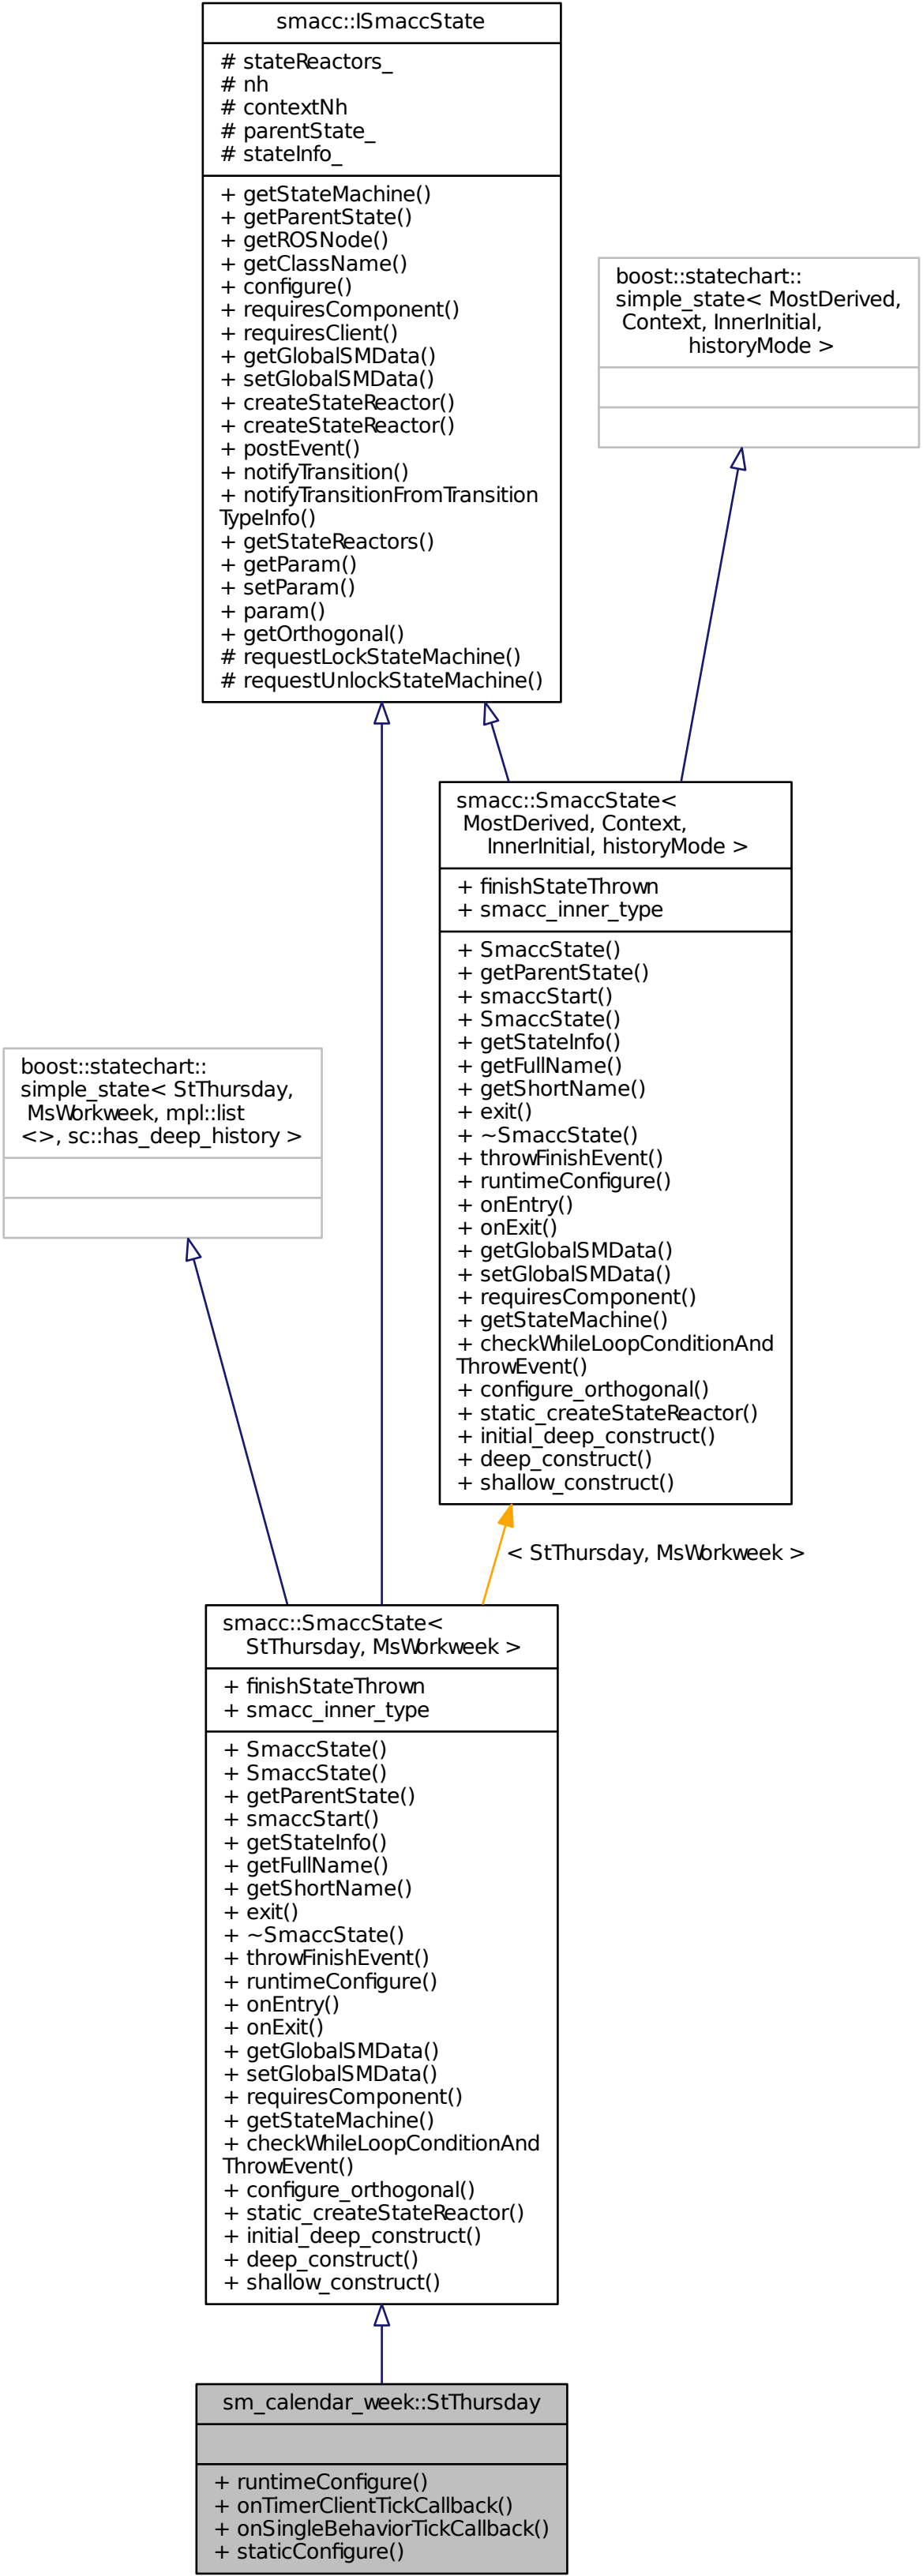 smacc::ISmaccState
# stateReactors_
# nh
# contextNh
# parentState_
# stateInfo_
+ getStateMachine()
+ getParentState()
+ getROSNode()
+ getClassName()
+ configure()
+ requiresComponent()
+ requiresClient()
+ getGlobalSMData()
+ setGlobalSMData()
+ createStateReactor()
+ createStateReactor()
+ postEvent()
+ notifyTransition()
+ notifyTransitionFromTransition
TypeInfo()
+ getStateReactors()
+ getParam()
+ setParam()
+ param()
+ getOrthogonal()
# requestLockStateMachine()
# requestUnlockStateMachine()
boost::statechart::
simple_state< MostDerived,
Context, InnerInitial,
historyMode >
smacc::SmaccState<
MostDerived, Context,
InnerInitial, historyMode >
+ finishStateThrown
+ smacc_inner_type
+ SmaccState()
+ getParentState()
+ smaccStart()
+ SmaccState()
+ getStateInfo()
+ getFullName()
+ getShortName()
+ exit()
+ ~SmaccState()
+ throwFinishEvent()
+ runtimeConfigure()
+ onEntry()
+ onExit()
+ getGlobalSMData()
+ setGlobalSMData()
+ requiresComponent()
+ getStateMachine()
+ checkWhileLoopConditionAnd
ThrowEvent()
+ configure_orthogonal()
+ static_createStateReactor()
+ initial_deep_construct()
+ deep_construct()
+ shallow_construct()
boost::statechart::
simple_state< StThursday,
MsWorkweek, mpl::list
<>, sc::has_deep_history >
< StThursday, MsWorkweek >
smacc::SmaccState<
StThursday, MsWorkweek >
+ finishStateThrown
+ smacc_inner_type
+ SmaccState()
+ SmaccState()
+ getParentState()
+ smaccStart()
+ getStateInfo()
+ getFullName()
+ getShortName()
+ exit()
+ ~SmaccState()
+ throwFinishEvent()
+ runtimeConfigure()
+ onEntry()
+ onExit()
+ getGlobalSMData()
+ setGlobalSMData()
+ requiresComponent()
+ getStateMachine()
+ checkWhileLoopConditionAnd
ThrowEvent()
+ configure_orthogonal()
+ static_createStateReactor()
+ initial_deep_construct()
+ deep_construct()
+ shallow_construct()
sm_calendar_week::StThursday
+ runtimeConfigure()
+ onTimerClientTickCallback()
+ onSingleBehaviorTickCallback()
+ staticConfigure()